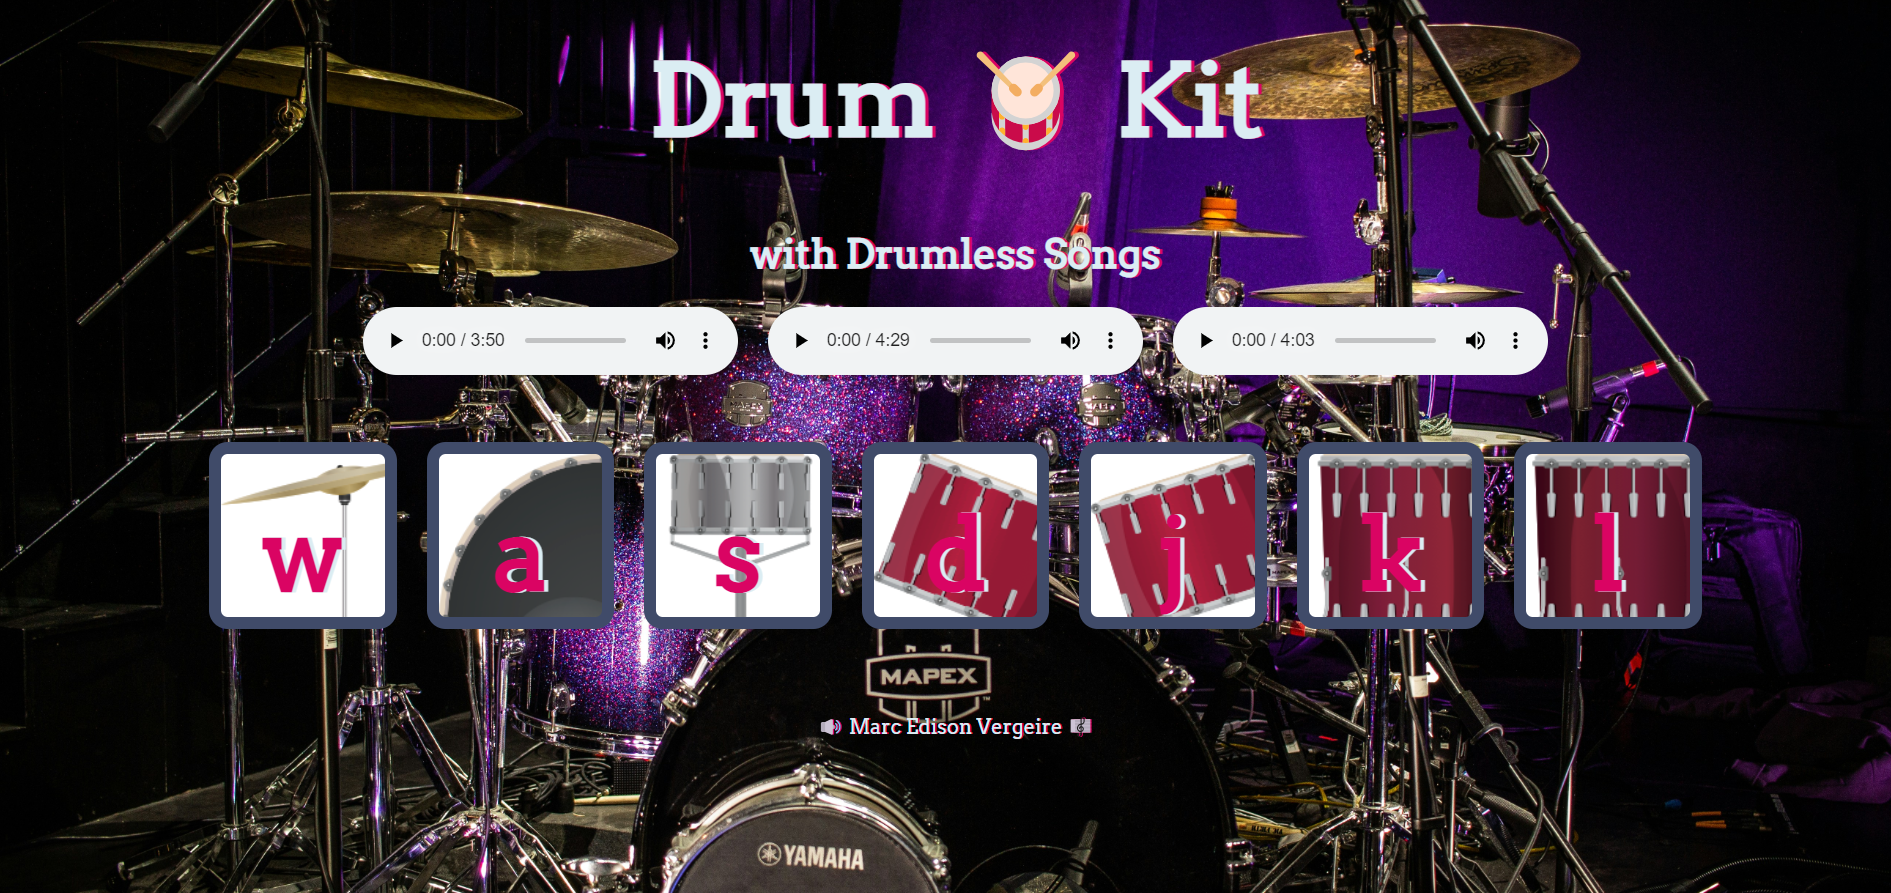 Drum 🥁 Kit
with Drumless Songs
0:00 / 3:50
0:00 / 4:29
0:00 / 4:03
w a s d j k l
MAPEX
🔊 Marc Edison Vergeire 🎼
YAMAHA